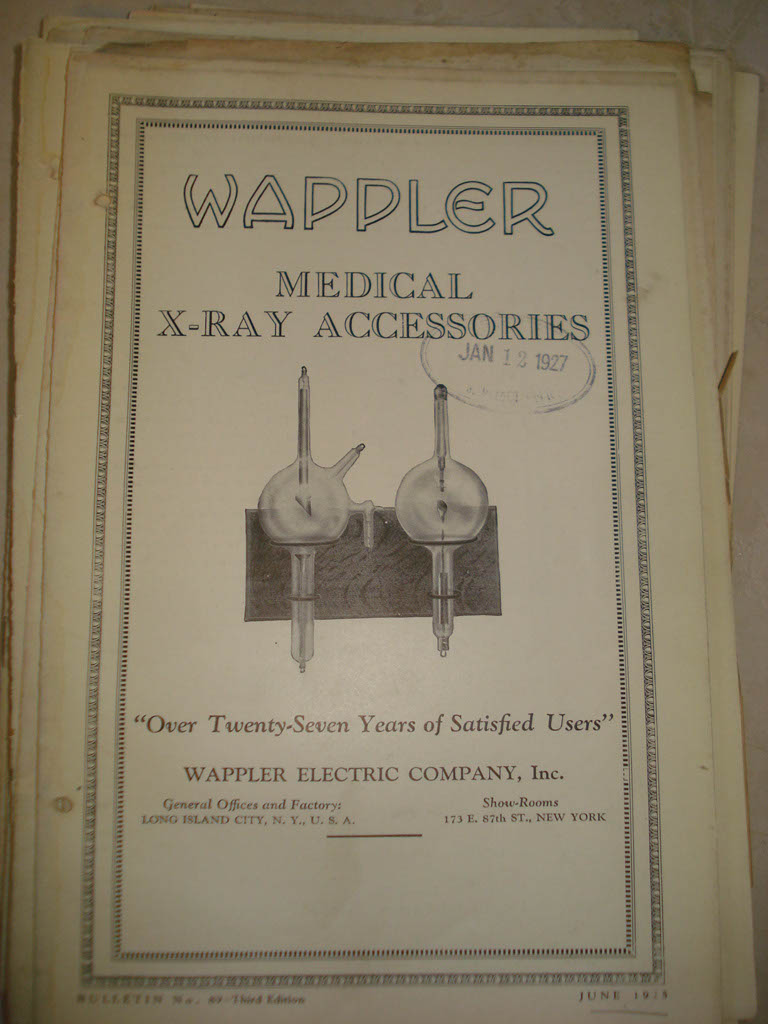 WAPPLER
MEDICAL
X-RAY ACCESSORIES
JAN 12 1927
"Over Twenty-Seven Years of Satisfied Users"
WAPPLER ELECTRIC COMPANY, Inc.
General Offices and Factory:
LONG ISLAND CITY, N. Y., U. S. A.
Show-Rooms
173 E. 87th ST., NEW YORK
BULLETIN No. 89 Third Edition
JUNE